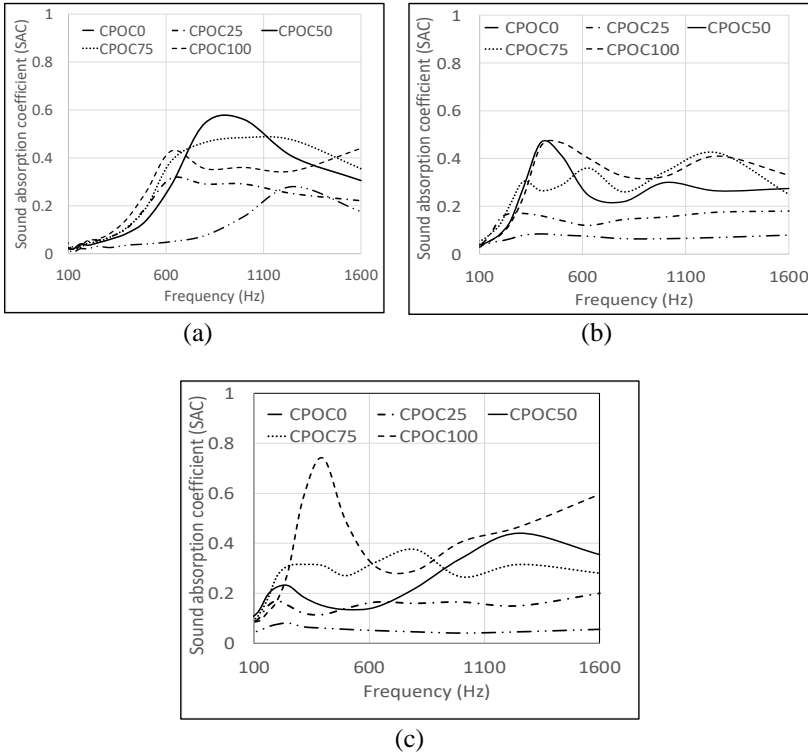 1
CPOC0 CPOC25 CPOC50
CPOC75 CPOC100
0.8
0.6
0.4
0.2
0
100 600 1100 1600
Sound absorption coefficient (SAC)
Frequency (Hz)
(a)
1
CPOC0 CPOC25 CPOC50
CPOC75 CPOC100
0.8
0.6
0.4
0.2
0
100 600 1100 1600
Sound absorption coefficient (SAC)
Frequency (Hz)
(b)
1
CPOC0 CPOC25 CPOC50
CPOC75 CPOC100
0.8
0.6
0.4
0.2
0
100 600 1100 1600
Sound absorption coefficient (SAC)
Frequency (Hz)
(c)